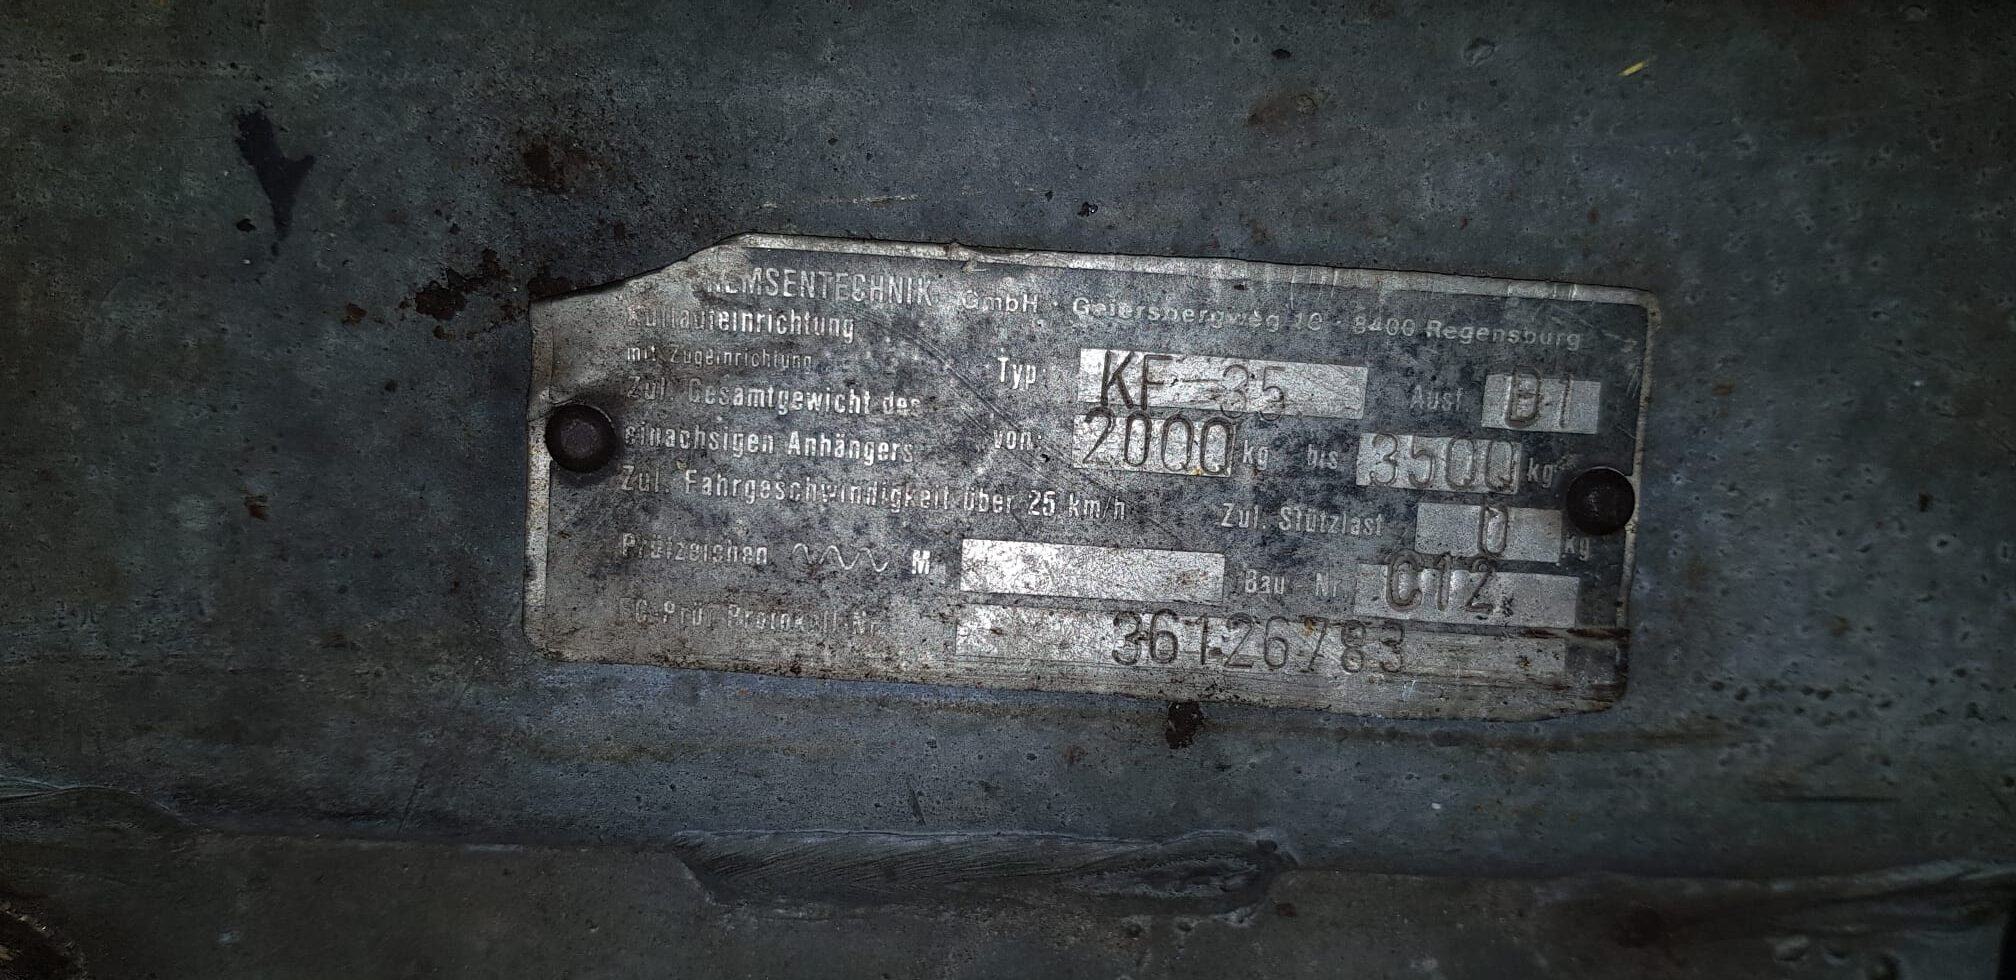 EMSENTECHNIK GmbH · Geiersbergweg 10 · 8400 Regensburg
Auflaufeinrichtung
mit Zugeinrichtung Typ: KF-35 Ausf. B1
Zul. Gesamtgewicht des
einachsigen Anhängers von: 2000 kg bis 3500 kg
Zul. Fahrgeschwindigkeit über 25 km/h Zul. Stützlast 0 kg
Prüfzeichen M Bau-Nr. C12
EG-Prüf Protokoll-Nr. 36126783